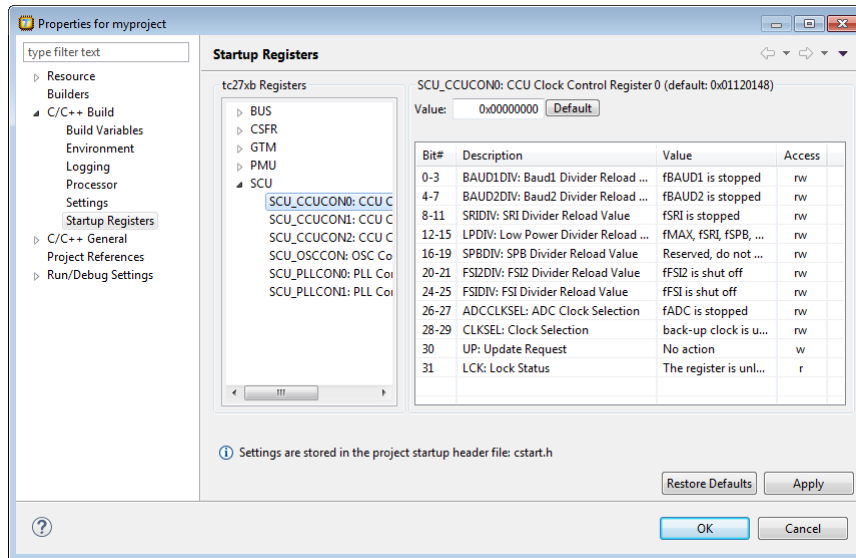 Properties for myproject
type filter text
Resource
Builders
C/C++ Build
Build Variables
Environment
Logging
Processor
Settings
Startup Registers
C/C++ General
Project References
Run/Debug Settings
Startup Registers
tc27xb Registers
BUS
CSFR
GTM
PMU
SCU
SCU_CCUCON0: CCU C
SCU_CCUCON1: CCU C
SCU_CCUCON2: CCU C
SCU_OSCCON: OSC Co
SCU_PLLCON0: PLL Cor
SCU_PLLCON1: PLL Cor
SCU_CCUCON0: CCU Clock Control Register 0 (default: 0x01120148)
Value: 0x00000000 Default
Bit# Description Value Access
0-3 BAUD1DIV: Baud1 Divider Reload ... fBAUD1 is stopped rw
4-7 BAUD2DIV: Baud2 Divider Reload ... fBAUD2 is stopped rw
8-11 SRIDIV: SRI Divider Reload Value fSRI is stopped rw
12-15 LPDIV: Low Power Divider Reload ... fMAX, fSRI, fSPB, ... rw
16-19 SPBDIV: SPB Divider Reload Value Reserved, do not ... rw
20-21 FSI2DIV: FSI2 Divider Reload Value fFSI2 is shut off rw
24-25 FSIDIV: FSI Divider Reload Value fFSI is shut off rw
26-27 ADCCLKSEL: ADC Clock Selection fADC is stopped rw
28-29 CLKSEL: Clock Selection back-up clock is u... rw
30 UP: Update Request No action w
31 LCK: Lock Status The register is unl... r
Settings are stored in the project startup header file: cstart.h
Restore Defaults Apply
? OK Cancel